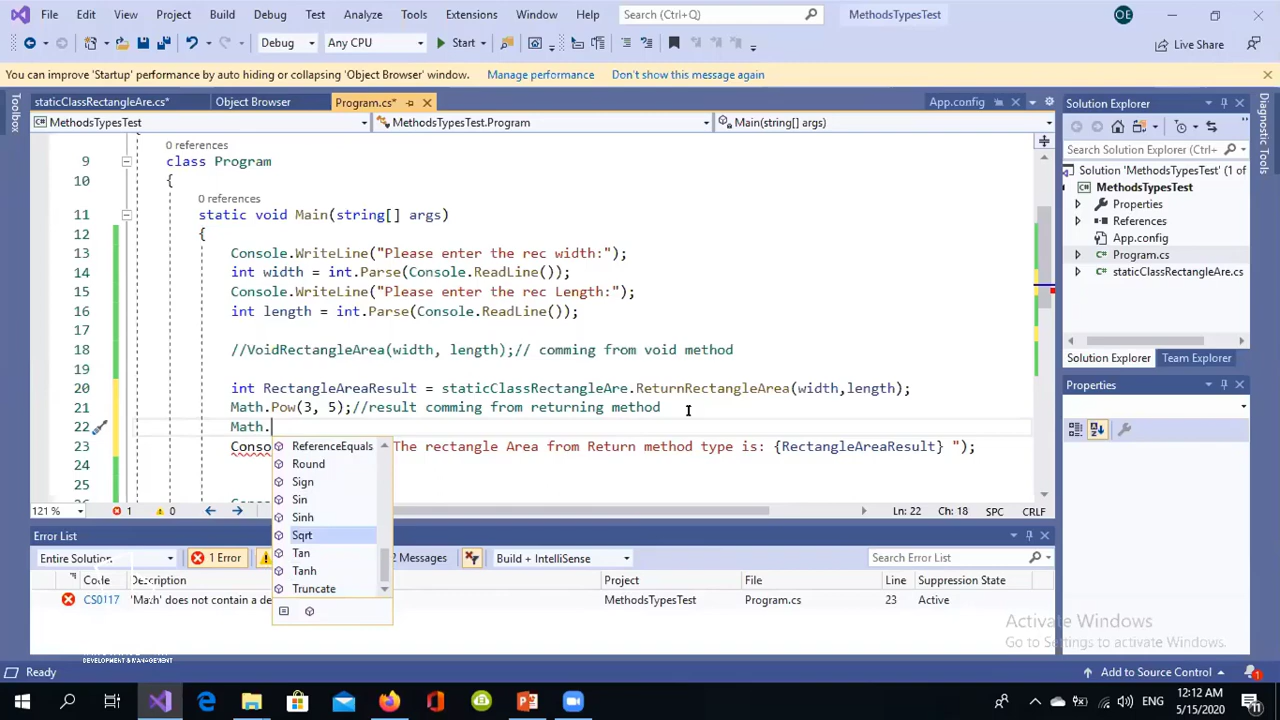 File Edit View Project Build Debug Test Analyze Tools Extensions Window Help Search (Ctrl+Q) MethodsTypesTest OE
Debug Any CPU Start Live Share
You can improve 'Startup' performance by auto hiding or collapsing 'Object Browser' window. Manage performance Don't show this message again
Toolbox
staticClassRectangleAre.cs* Object Browser Program.cs* App.config
MethodsTypesTest MethodsTypesTest.Program Main(string[] args)
0 references
9 class Program
10 {
0 references
11 static void Main(string[] args)
12 {
13 Console.WriteLine("Please enter the rec width:");
14 int width = int.Parse(Console.ReadLine());
15 Console.WriteLine("Please enter the rec Length:");
16 int length = int.Parse(Console.ReadLine());
17
18 //VoidRectangleArea(width, length);// comming from void method
19
20 int RectangleAreaResult = staticClassRectangleAre.ReturnRectangleArea(width,length);
21 Math.Pow(3, 5);//result comming from returning method
22 Math.
23 Conso The rectangle Area from Return method type is: {RectangleAreaResult} ");
24
25
ReferenceEquals
Round
Sign
Sin
Sinh
Sqrt
Tan
Tanh
Truncate
121 % 1 0 Ln: 22 Ch: 18 SPC CRLF
Error List
Entire Solution 1 Error 2 Messages Build + IntelliSense Search Error List
Code Description Project File Line Suppression State
CS0117 'Math' does not contain a de MethodsTypesTest Program.cs 23 Active
DEVELOPMENT & MANAGEMENT
Solution Explorer
Search Solution Explorer (Ctrl+
Solution 'MethodsTypesTest' (1 of
MethodsTypesTest
Properties
References
App.config
Program.cs
staticClassRectangleAre.cs
Solution Explorer Team Explorer
Properties
Diagnostic Tools
Activate Windows
Go to Settings to activate Windows.
Ready Add to Source Control 1
ENG 12:12 AM 5/15/2020 11